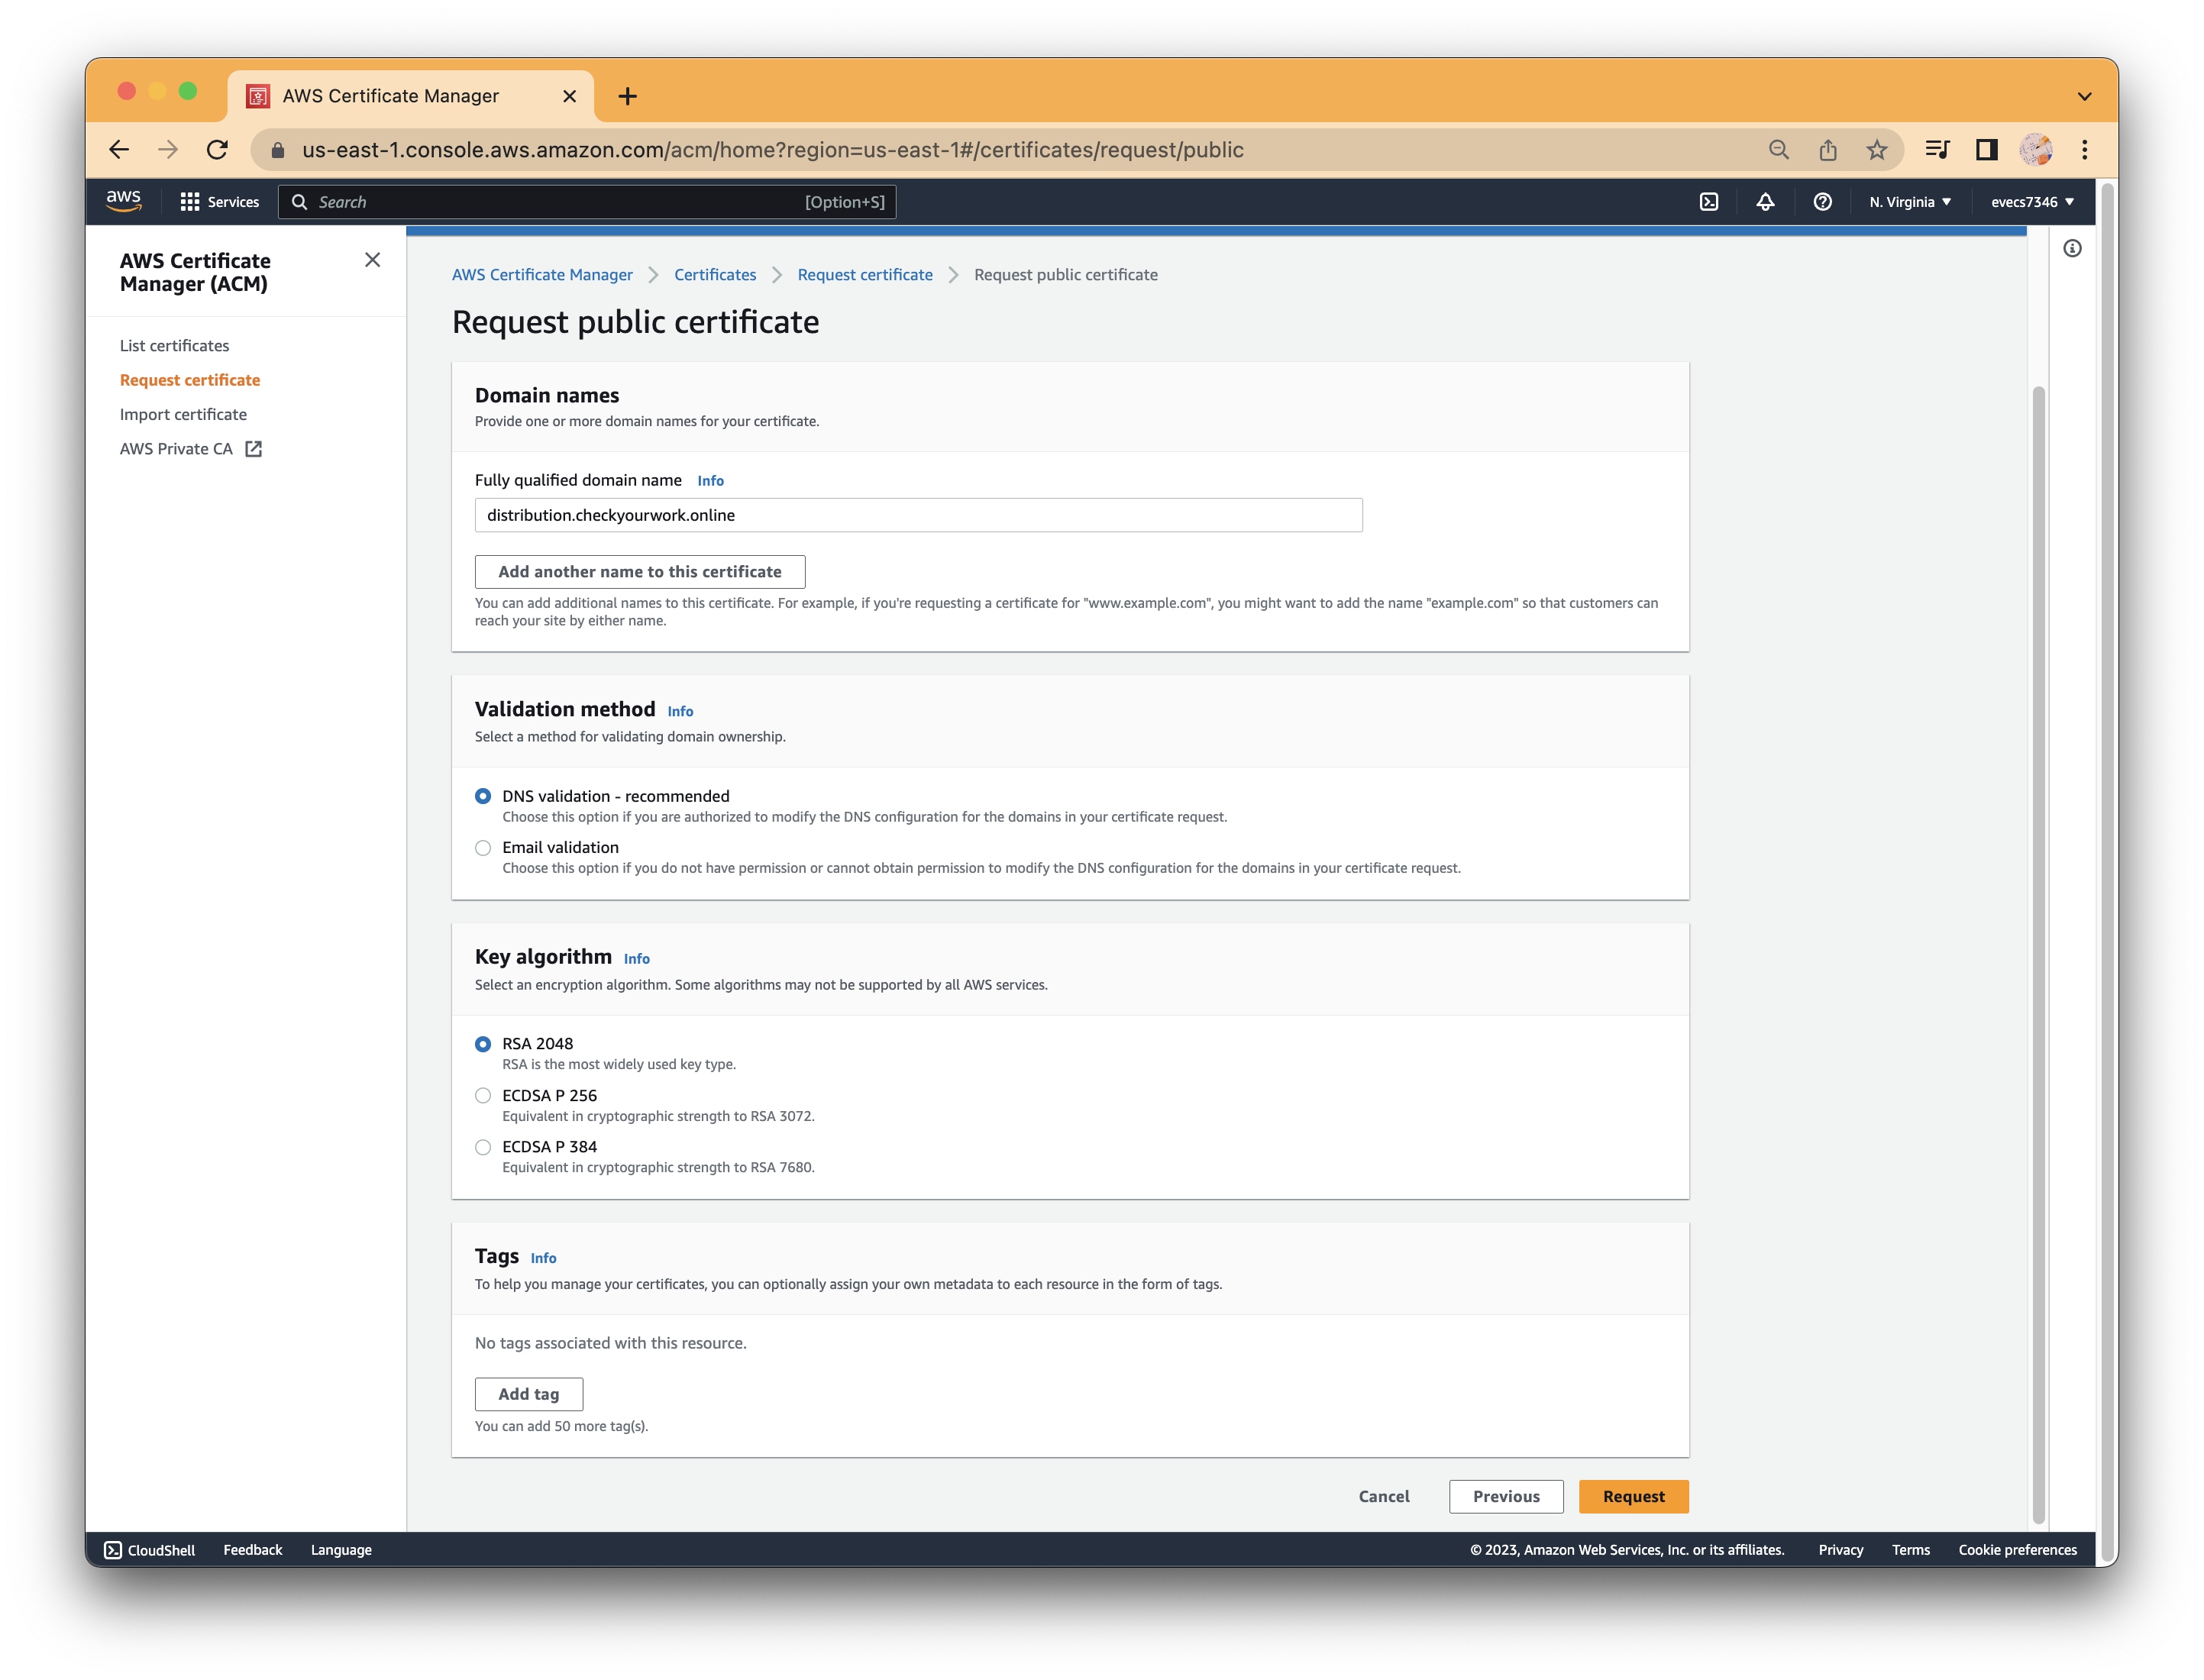 AWS Certificate Manager
us-east-1.console.aws.amazon.com/acm/home?region=us-east-1#/certificates/request/public
aws
Services
Search
[Option+S]
N. Virginia
evecs7346
AWS Certificate
Manager (ACM)
List certificates
Request certificate
Import certificate
AWS Private CA
AWS Certificate Manager
Certificates
Request certificate
Request public certificate
Request public certificate
Domain names
Provide one or more domain names for your certificate.
Fully qualified domain name Info
distribution.checkyourwork.online
Add another name to this certificate
You can add additional names to this certificate. For example, if you're requesting a certificate for "www.example.com", you might want to add the name "example.com" so that customers can
reach your site by either name.
Validation method Info
Select a method for validating domain ownership.
DNS validation - recommended
Choose this option if you are authorized to modify the DNS configuration for the domains in your certificate request.
Email validation
Choose this option if you do not have permission or cannot obtain permission to modify the DNS configuration for the domains in your certificate request.
Key algorithm Info
Select an encryption algorithm. Some algorithms may not be supported by all AWS services.
RSA 2048
RSA is the most widely used key type.
ECDSA P 256
Equivalent in cryptographic strength to RSA 3072.
ECDSA P 384
Equivalent in cryptographic strength to RSA 7680.
Tags Info
To help you manage your certificates, you can optionally assign your own metadata to each resource in the form of tags.
No tags associated with this resource.
Add tag
You can add 50 more tag(s).
Cancel
Previous
Request
CloudShell
Feedback
Language
© 2023, Amazon Web Services, Inc. or its affiliates.
Privacy
Terms
Cookie preferences